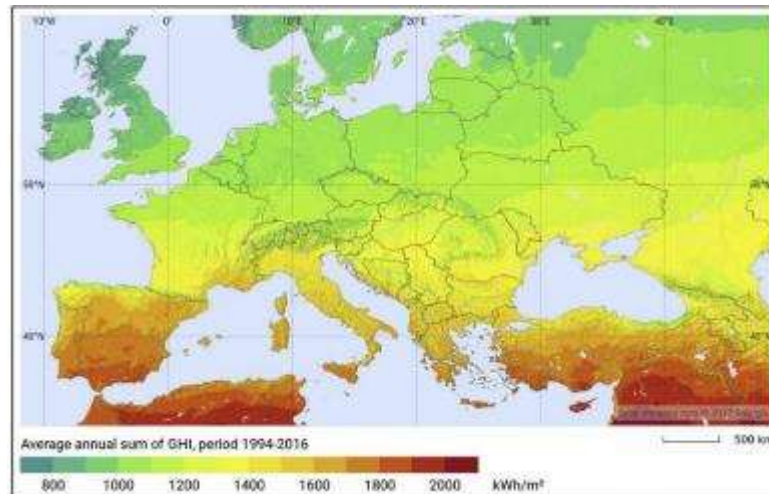 10°W 0° 10°E 20°E 30°E 40°E
50°N
40°N
Average annual sum of GHI, period 1994-2016
500 km
800 1000 1200 1400 1600 1800 2000 kWh/m²